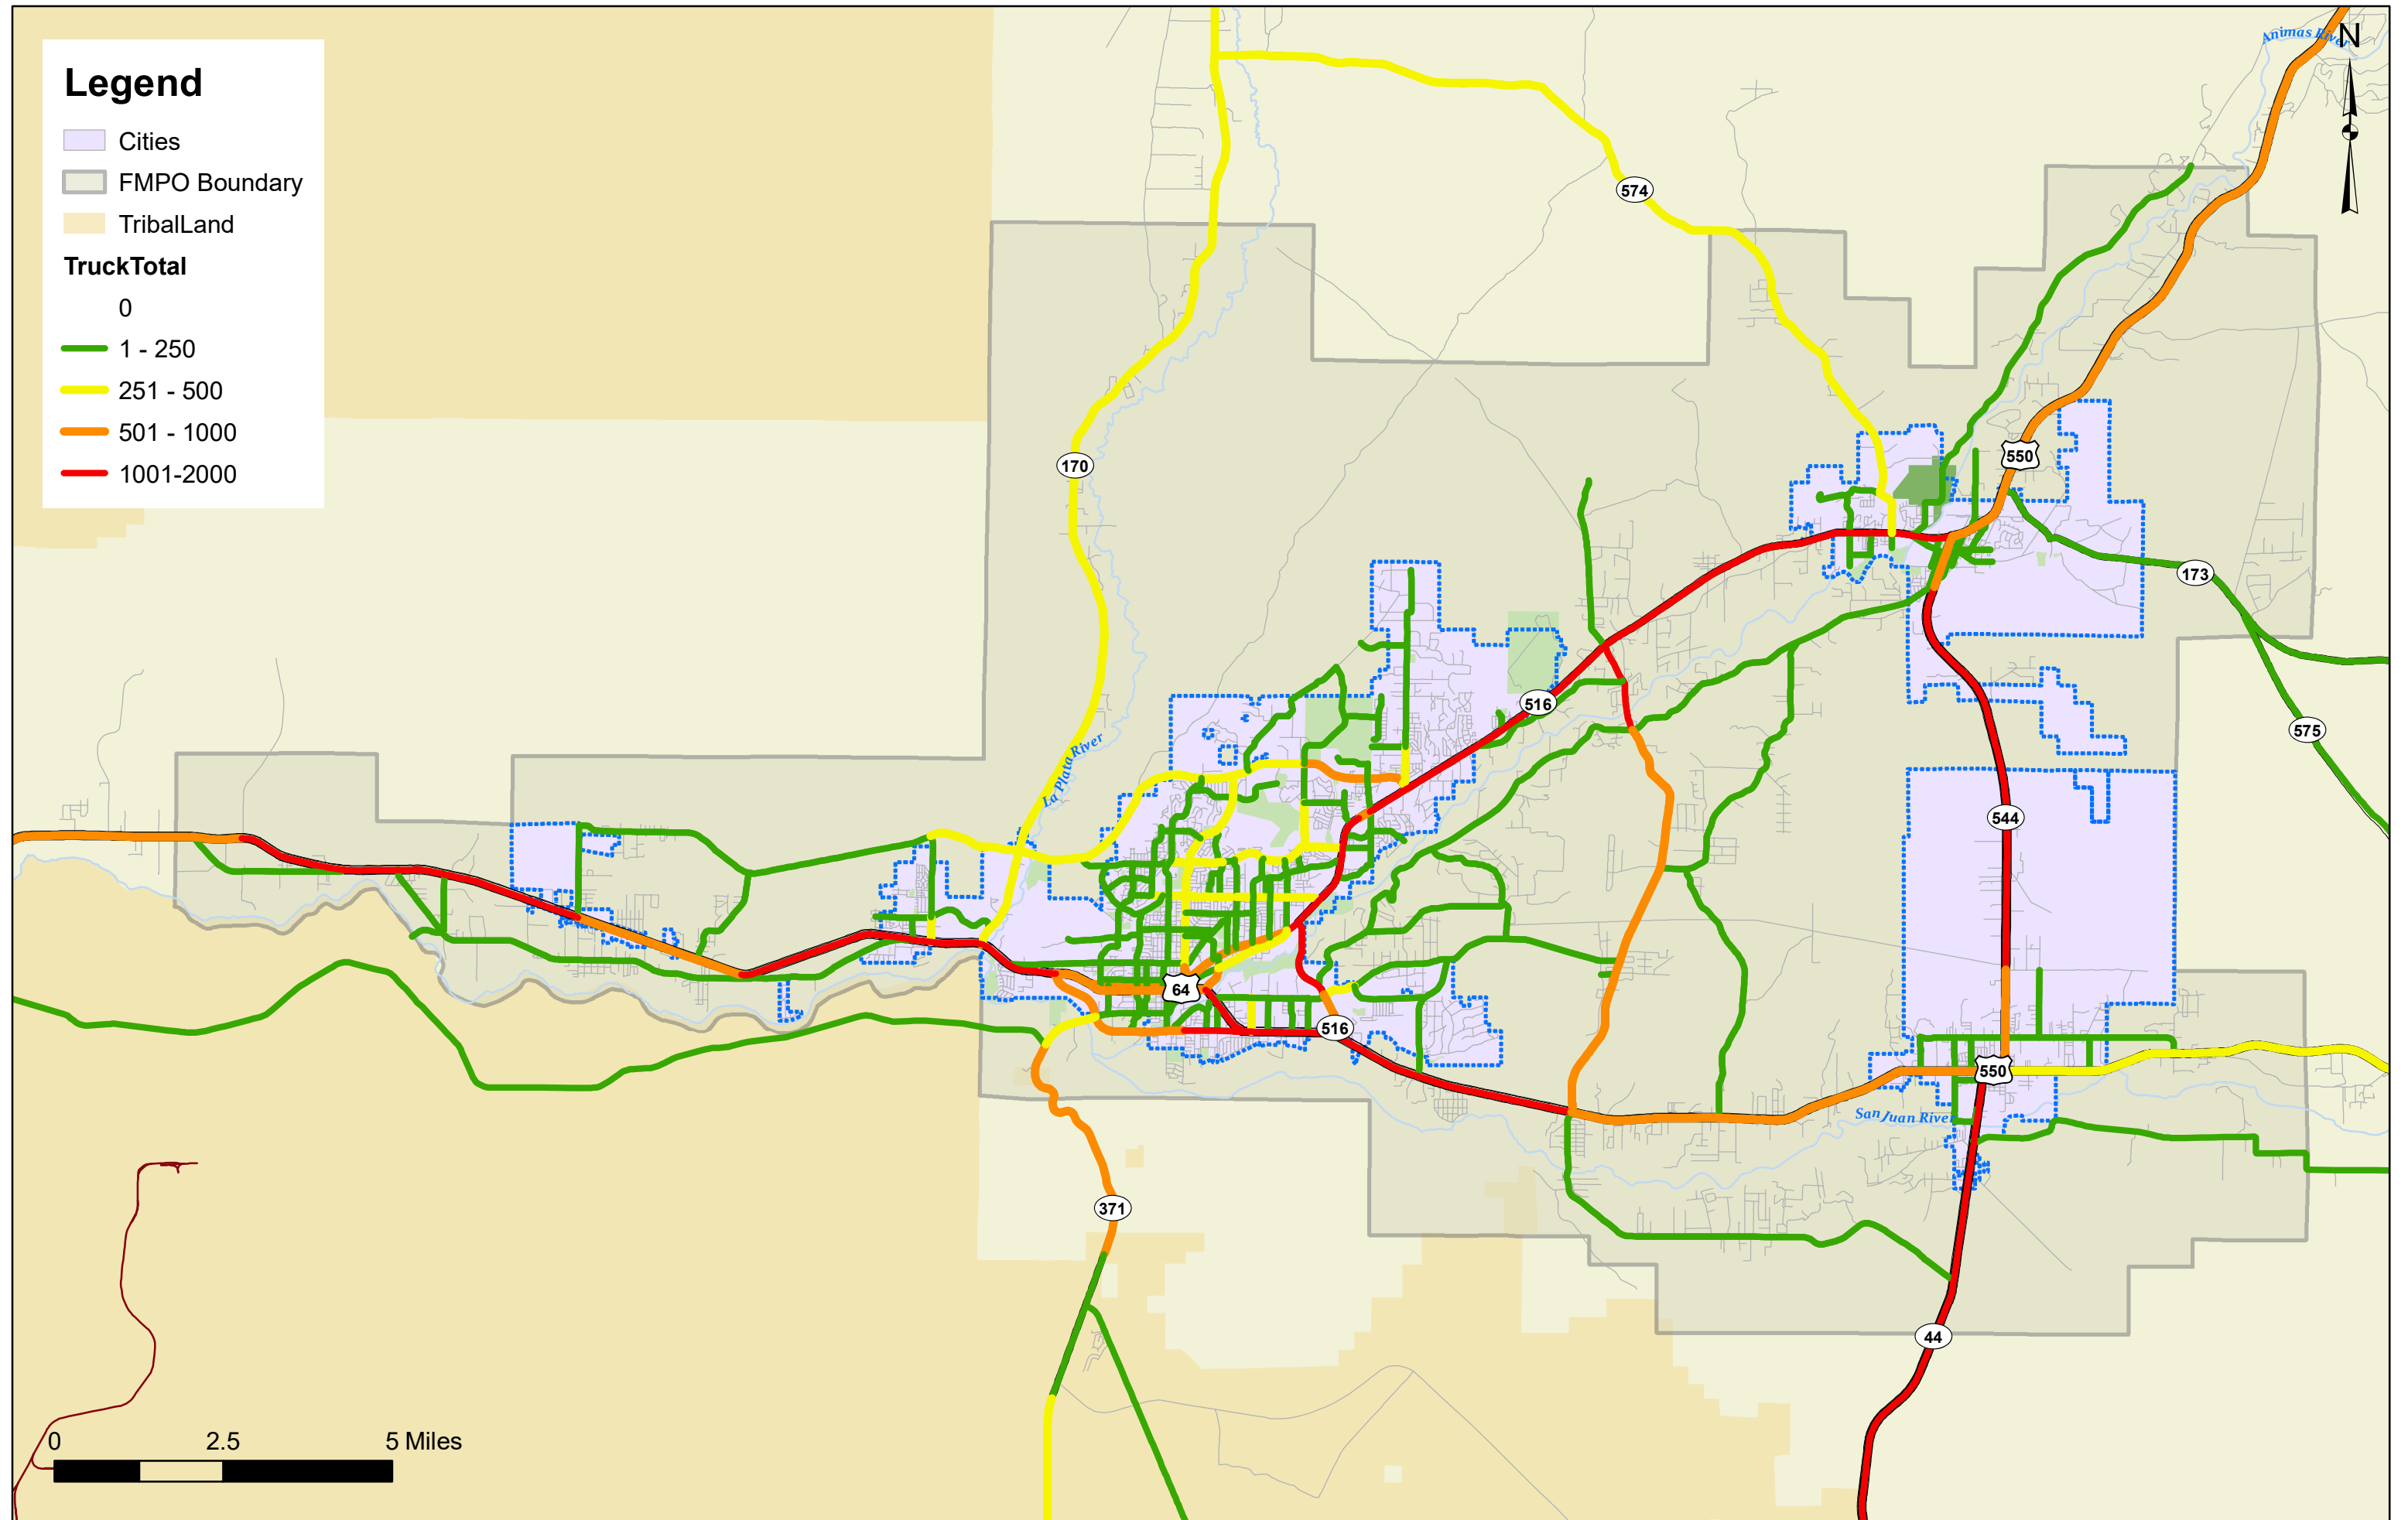 Legend
Cities
FMPO Boundary
TribalLand
TruckTotal
0
1 - 250
251 - 500
501 - 1000
1001-2000
Animas River
N
574
170
550
173
516
575
La Plata River
544
64
516
550
San Juan River
371
44
0 2.5 5 Miles